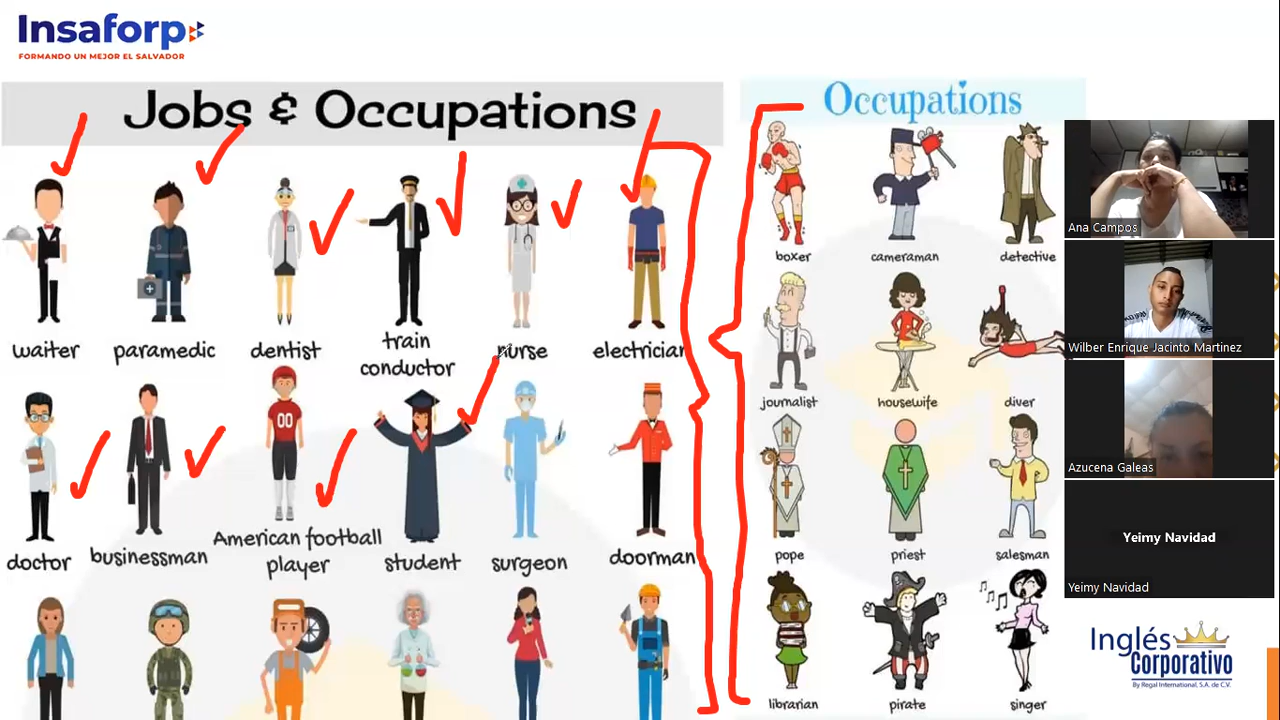 Insaforp
FORMANDO UN MEJOR EL SALVADOR
Jobs & Occupations
waiter
paramedic
dentist
train
conductor
nurse
electrician
00
doctor
businessman
American football
player
student
surgeon
doorman
Occupations
boxer
cameraman
detective
journalist
housewife
diver
pope
priest
salesman
librarian
pirate
singer
Ana Campos
Wilber Enrique Jacinto Martinez
Azucena Galeas
Yeimy Navidad
Yeimy Navidad
Inglés
Corporativo
By Regal International, S.A. de C.V.